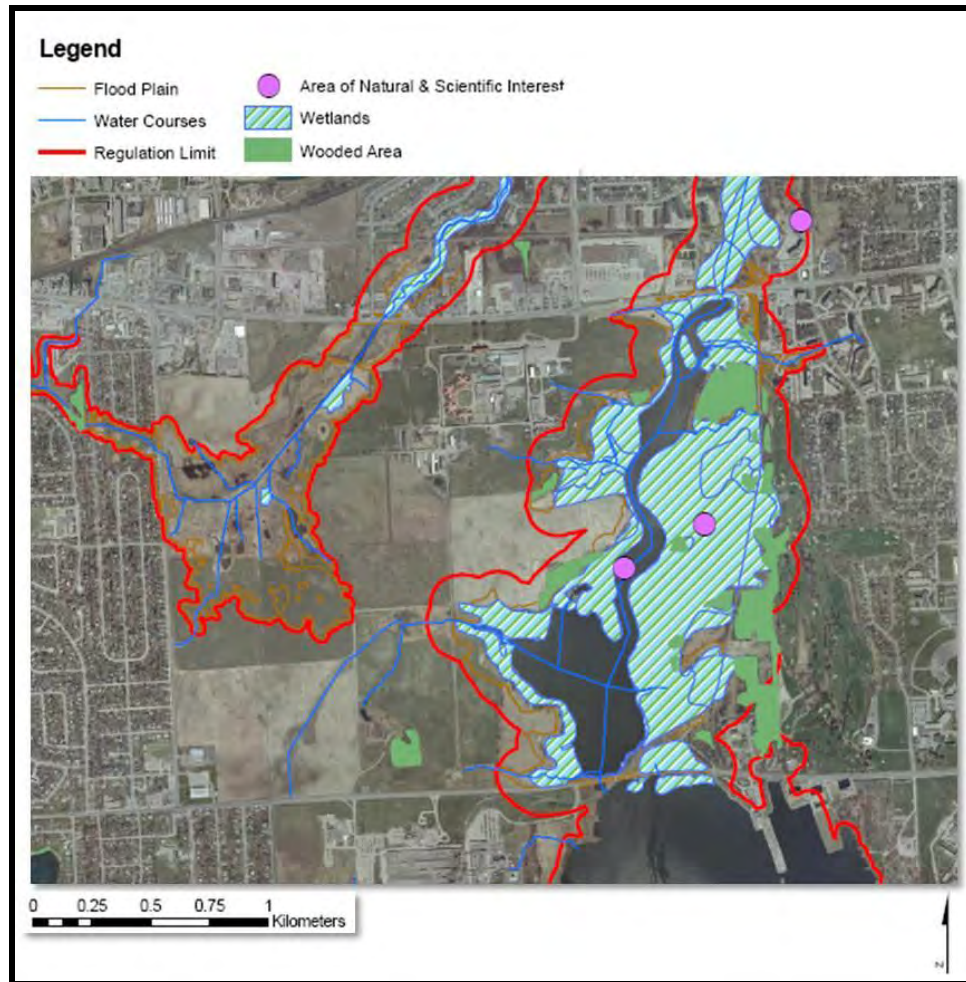 Legend
Flood Plain
Water Courses
Regulation Limit
Area of Natural & Scientific Interest
Wetlands
Wooded Area
0 0.25 0.5 0.75 1
Kilometers
N